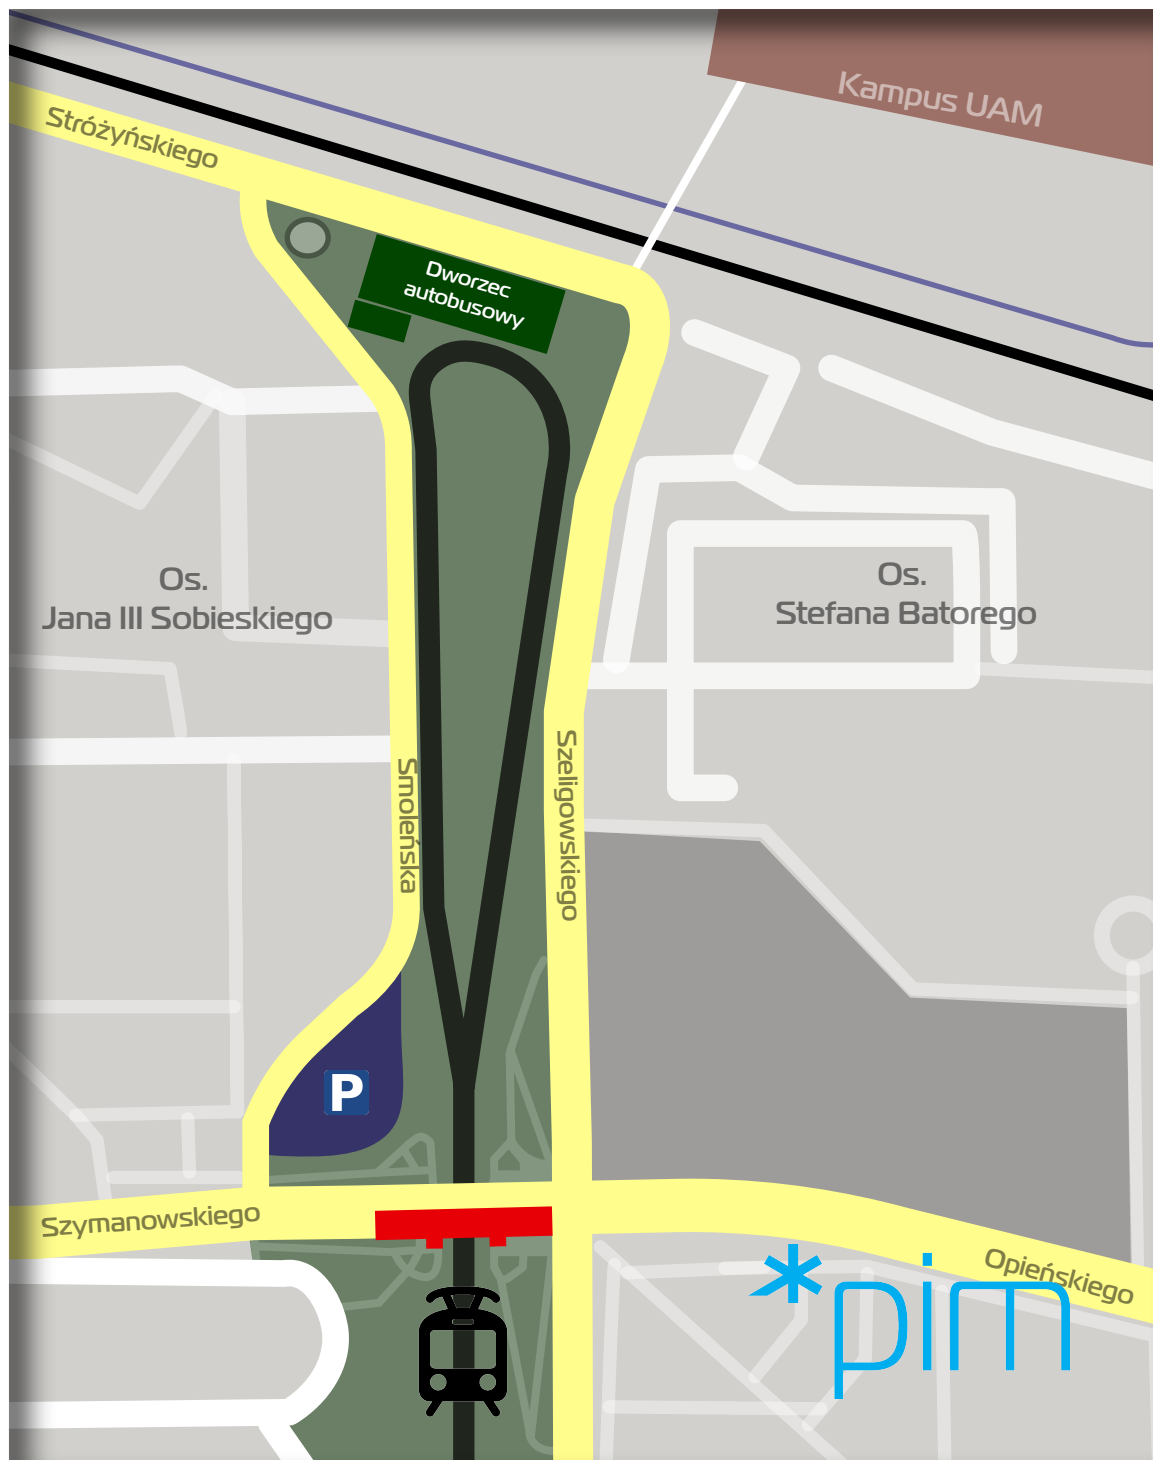 Kampus UAM
Stróżyńskiego
Dworzec
autobusowy
Os.
Jana III Sobieskiego
Os.
Stefana Batorego
Smoleńska
Szeligowskiego
P
Szymanowskiego
Opieńskiego
*pim